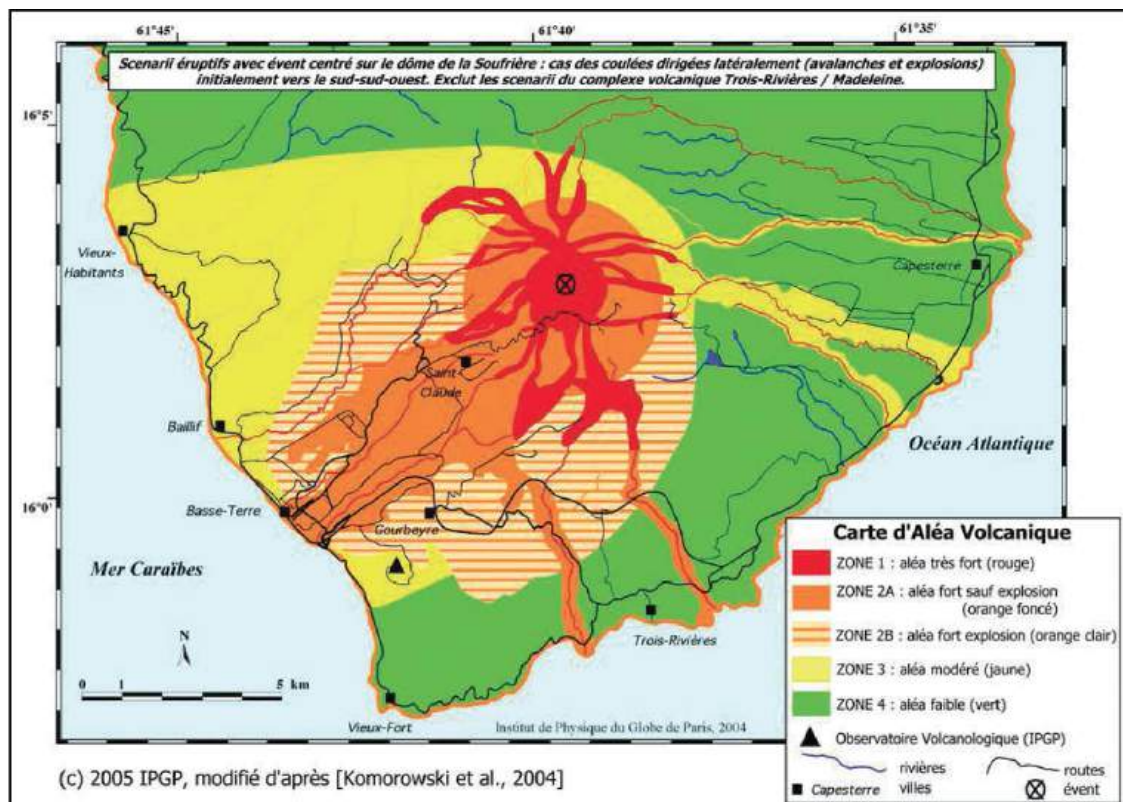 61°45'
61°40'
61°35'
Scenarii éruptifs avec évent centré sur le dôme de la Soufrière : cas des coulées dirigées latéralement (avalanches et explosions)
initialement vers le sud-sud-ouest. Exclut les scenarii du complexe volcanique Trois-Rivières / Madeleine.
16°5'
Vieux-
Habitants
Capesterre
Saint-
Claude
Baillif
Océan Atlantique
16°0'
Basse-Terre
Gourbeyre
Mer Caraïbes
Trois-Rivières
N
0 1 5 km
Vieux-Fort
Institut de Physique du Globe de Paris, 2004
Carte d'Aléa Volcanique
ZONE 1 : aléa très fort (rouge)
ZONE 2A : aléa fort sauf explosion
(orange foncé)
ZONE 2B : aléa fort explosion (orange clair)
ZONE 3 : aléa modéré (jaune)
ZONE 4 : aléa faible (vert)
Observatoire Volcanologique (IPGP)
rivières
routes
Capesterre villes
évent
(c) 2005 IPGP, modifié d'après [Komorowski et al., 2004]